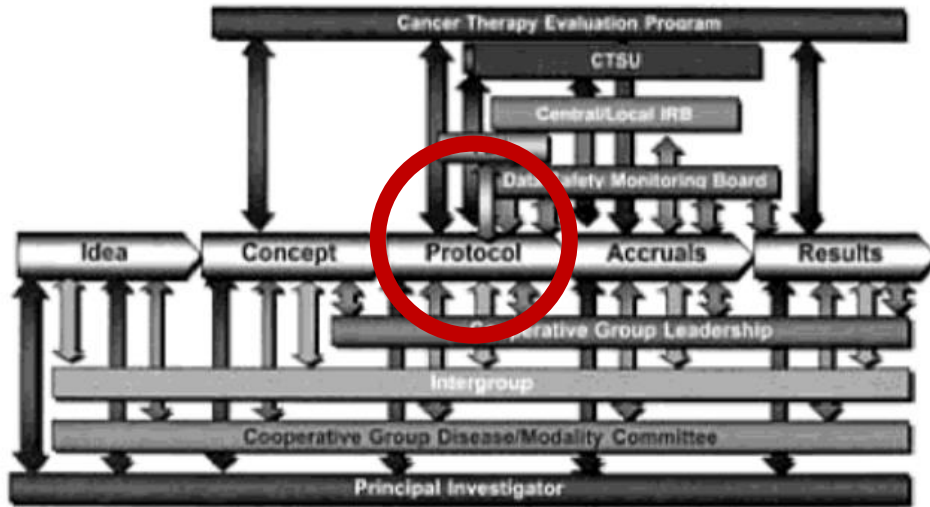 Cancer Therapy Evaluation Program
CTSU
Central/Local IRB
Data Safety Monitoring Board
Idea
Concept
Protocol
Accruals
Results
Cooperative Group Leadership
Intergroup
Cooperative Group Disease/Modality Committee
Principal Investigator